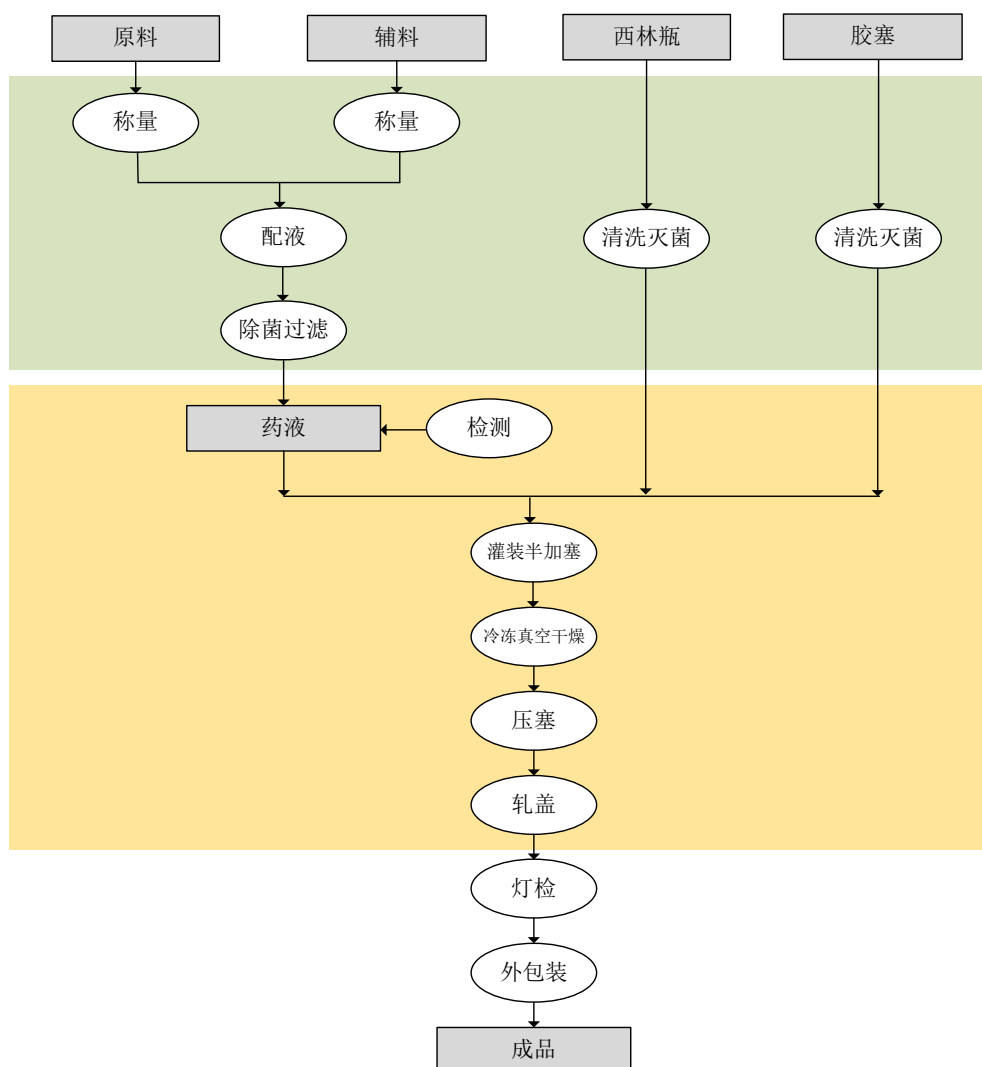 原料
辅料
西林瓶
胶塞
称量
称量
配液
清洗灭菌
清洗灭菌
除菌过滤
药液
检测
灌装半加塞
冷冻真空干燥
压塞
轧盖
灯检
外包装
成品